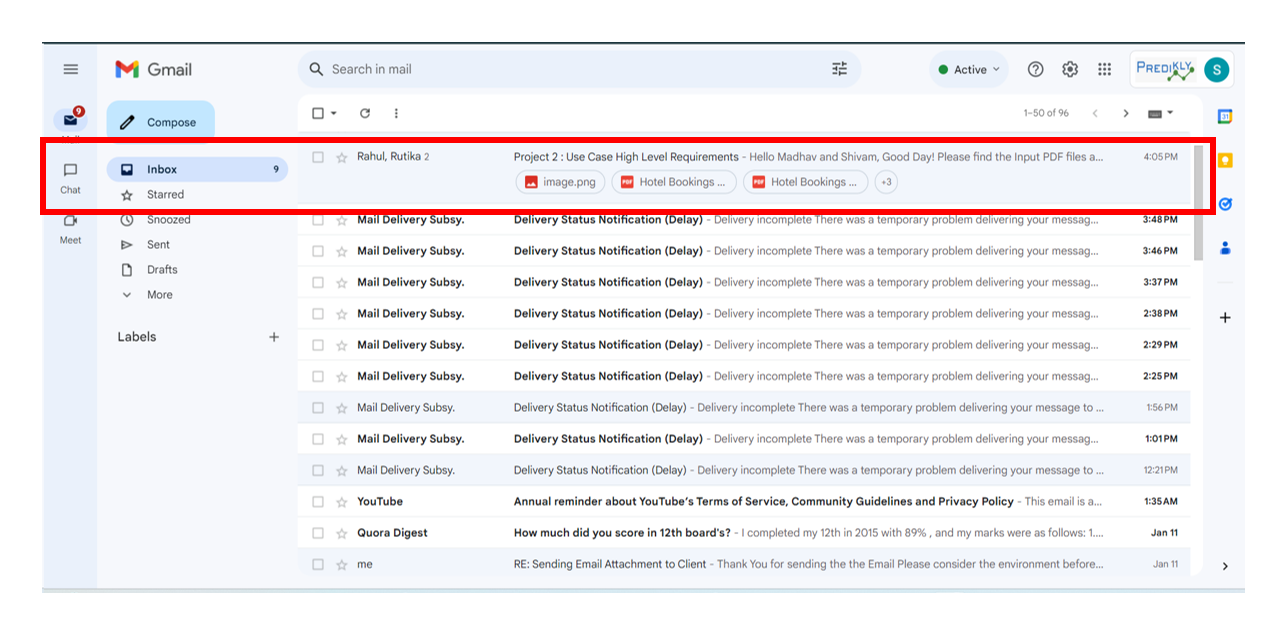 Gmail
Search in mail
Active
PREDIKLY
S
9
Compose
1–50 of 96
31
Chat
Meet
Inbox 9
Starred
Snoozed
Sent
Drafts
More
Labels
Rahul, Rutika 2 Project 2 : Use Case High Level Requirements - Hello Madhav and Shivam, Good Day! Please find the Input PDF files a... 4:05 PM
image.png PDF Hotel Bookings ... PDF Hotel Bookings ... +3
Mail Delivery Subsy. Delivery Status Notification (Delay) - Delivery incomplete There was a temporary problem delivering your messag... 3:48 PM
Mail Delivery Subsy. Delivery Status Notification (Delay) - Delivery incomplete There was a temporary problem delivering your messag... 3:46 PM
Mail Delivery Subsy. Delivery Status Notification (Delay) - Delivery incomplete There was a temporary problem delivering your messag... 3:37 PM
Mail Delivery Subsy. Delivery Status Notification (Delay) - Delivery incomplete There was a temporary problem delivering your messag... 2:38 PM
Mail Delivery Subsy. Delivery Status Notification (Delay) - Delivery incomplete There was a temporary problem delivering your messag... 2:29 PM
Mail Delivery Subsy. Delivery Status Notification (Delay) - Delivery incomplete There was a temporary problem delivering your messag... 2:25 PM
Mail Delivery Subsy. Delivery Status Notification (Delay) - Delivery incomplete There was a temporary problem delivering your message to ... 1:56 PM
Mail Delivery Subsy. Delivery Status Notification (Delay) - Delivery incomplete There was a temporary problem delivering your messag... 1:01 PM
Mail Delivery Subsy. Delivery Status Notification (Delay) - Delivery incomplete There was a temporary problem delivering your message to ... 12:21 PM
YouTube Annual reminder about YouTube's Terms of Service, Community Guidelines and Privacy Policy - This email is a... 1:35 AM
Quora Digest How much did you score in 12th board's? - I completed my 12th in 2015 with 89% , and my marks were as follows: 1.... Jan 11
me RE: Sending Email Attachment to Client - Thank You for sending the the Email Please consider the environment before... Jan 11